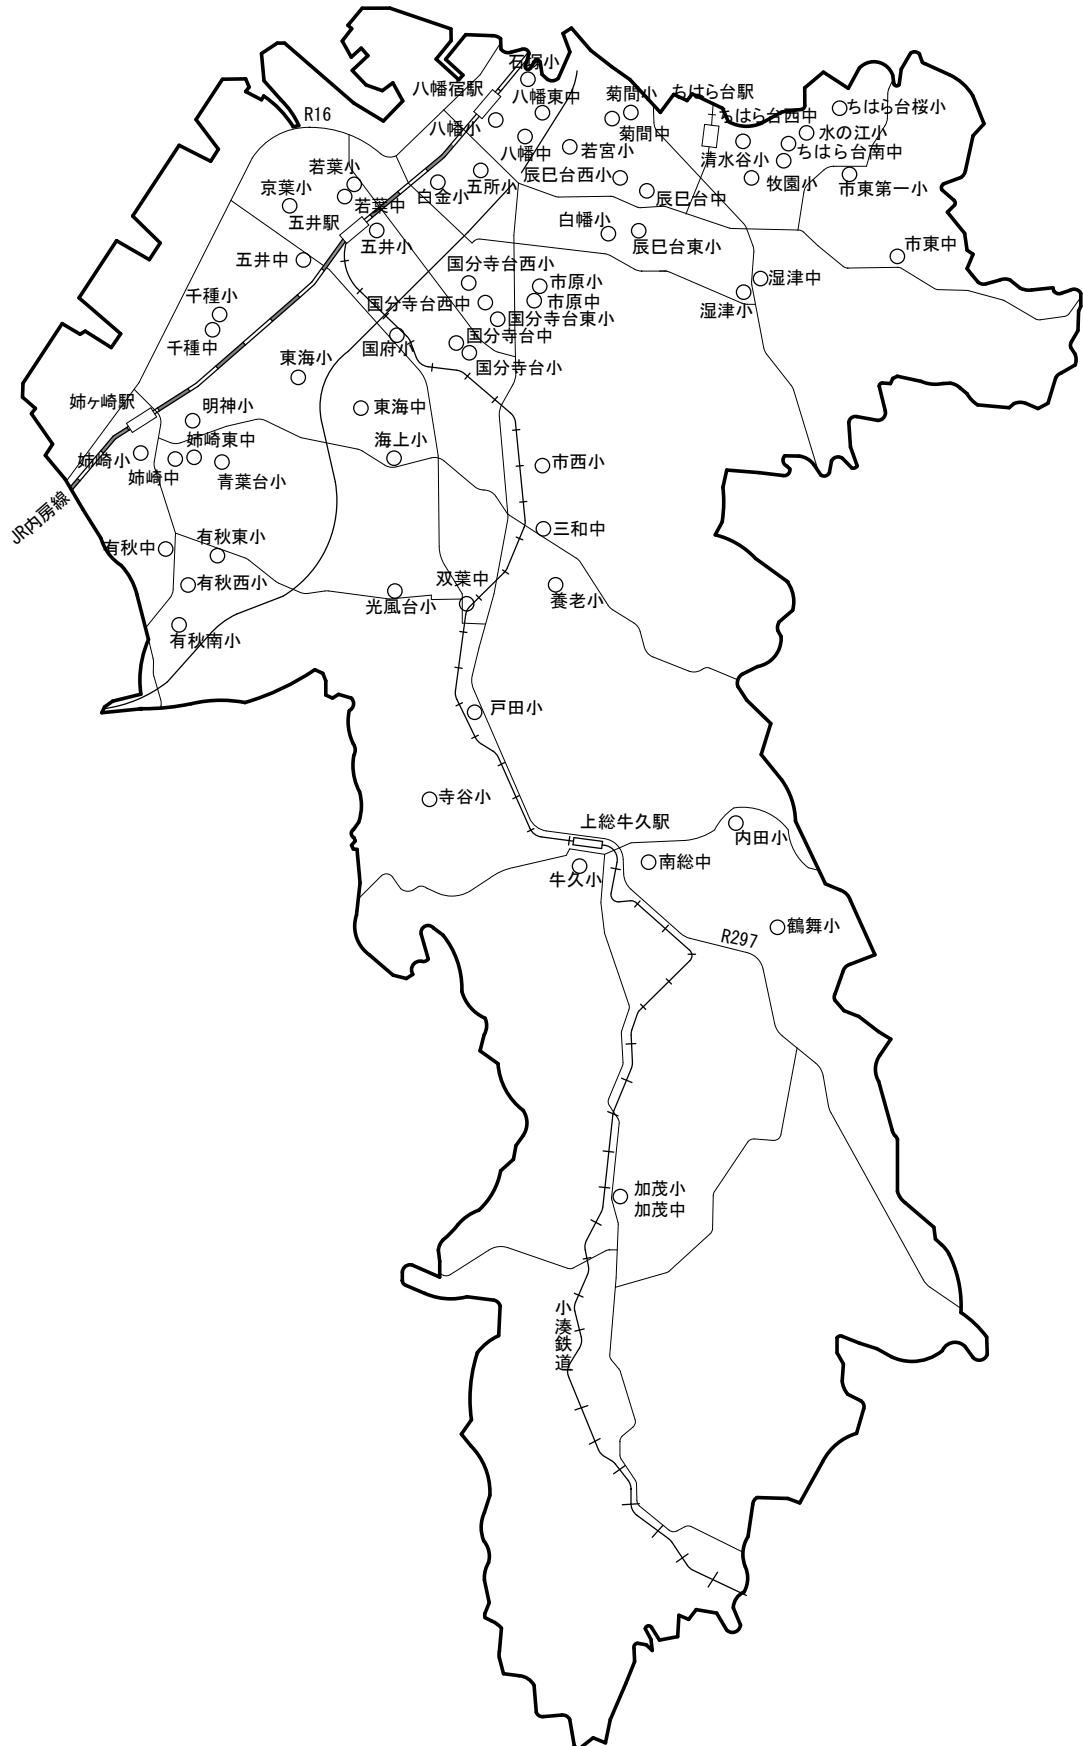 石塚小
八幡宿駅
八幡東中
菊間小
ちはら台駅
ちはら台桜小
R16
八幡小
菊間中
ちはら台西中
水の江小
八幡中
若宮小
清水谷小
ちはら台南中
若葉小
京葉小
白金小
五所小
辰巳台西小
牧園小
市東第一小
若葉中
辰巳台中
五井駅
五井小
白幡小
辰巳台東小
市東中
五井中
国分寺台西小
市原小
湿津中
千種小
国分寺台西中
市原中
湿津小
国分寺台東小
千種中
国府小
国分寺台中
国分寺台小
東海小
姉ヶ崎駅
明神小
東海中
姉崎東中
海上小
姉崎小
姉崎中
青葉台小
市西小
JR内房線
有秋中
有秋東小
三和中
有秋西小
双葉中
光風台小
養老小
有秋南小
戸田小
寺谷小
上総牛久駅
内田小
牛久小
南総中
鶴舞小
R297
加茂小
加茂中
小湊鉄道